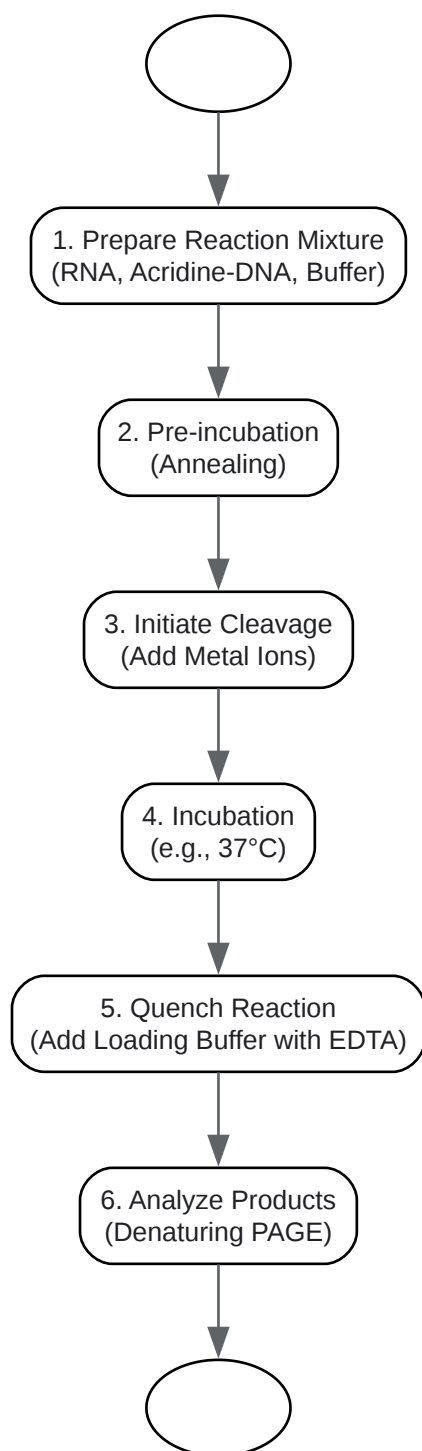 1. Prepare Reaction Mixture
(RNA, Acridine-DNA, Buffer)
2. Pre-incubation
(Annealing)
3. Initiate Cleavage
(Add Metal Ions)
4. Incubation
(e.g., 37°C)
5. Quench Reaction
(Add Loading Buffer with EDTA)
6. Analyze Products
(Denaturing PAGE)